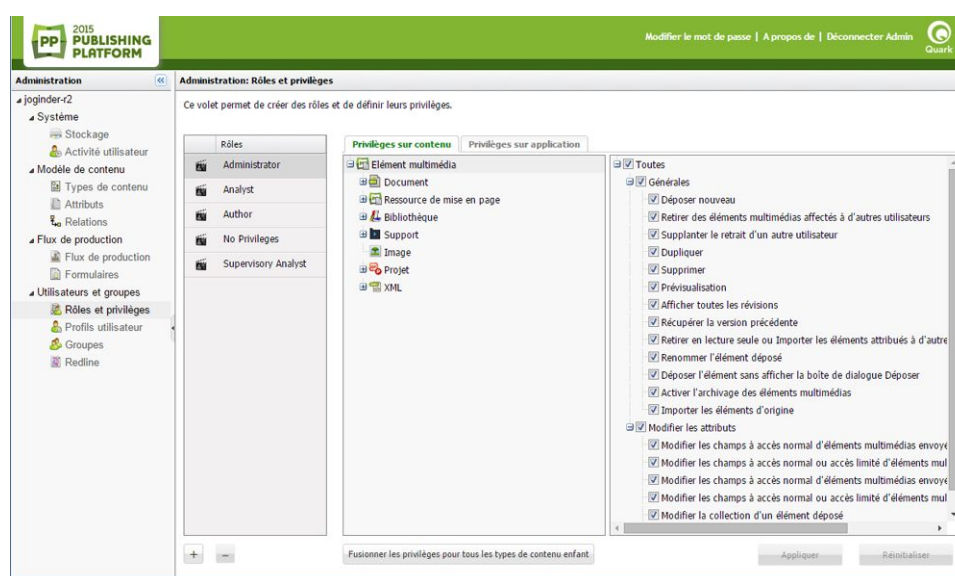 2015
PP PUBLISHING
PLATFORM
Modifier le mot de passe | A propos de | Déconnecter Admin
Quark
Administration
joginder-r2
Système
Stockage
Activité utilisateur
Modèle de contenu
Types de contenu
Attributs
Relations
Flux de production
Flux de production
Formulaires
Utilisateurs et groupes
Rôles et privilèges
Profils utilisateur
Groupes
Redline
Administration: Rôles et privilèges
Ce volet permet de créer des rôles et de définir leurs privilèges.
Rôles
Administrator
Analyst
Author
No Privileges
Supervisory Analyst
Privilèges sur contenu
Privilèges sur application
Elément multimédia
Document
Ressource de mise en page
Bibliothèque
Support
Image
Projet
XML
Toutes
Générales
Déposer nouveau
Retirer des éléments multimédias affectés à d'autres utilisateurs
Supplanter le retrait d'un autre utilisateur
Dupliquer
Supprimer
Prévisualisation
Afficher toutes les révisions
Récupérer la version précédente
Retirer en lecture seule ou Importer les éléments attribués à d'autre
Renommer l'élément déposé
Déposer l'élément sans afficher la boîte de dialogue Déposer
Activer l'archivage des éléments multimédias
Importer les éléments d'origine
Modifier les attributs
Modifier les champs à accès normal d'éléments multimédias envoyé
Modifier les champs à accès normal ou accès limité d'éléments mul
Modifier les champs à accès normal d'éléments multimédias envoyé
Modifier les champs à accès normal ou accès limité d'éléments mul
Modifier la collection d'un élément déposé
Fusionner les privilèges pour tous les types de contenu enfant
Appliquer
Réinitialiser